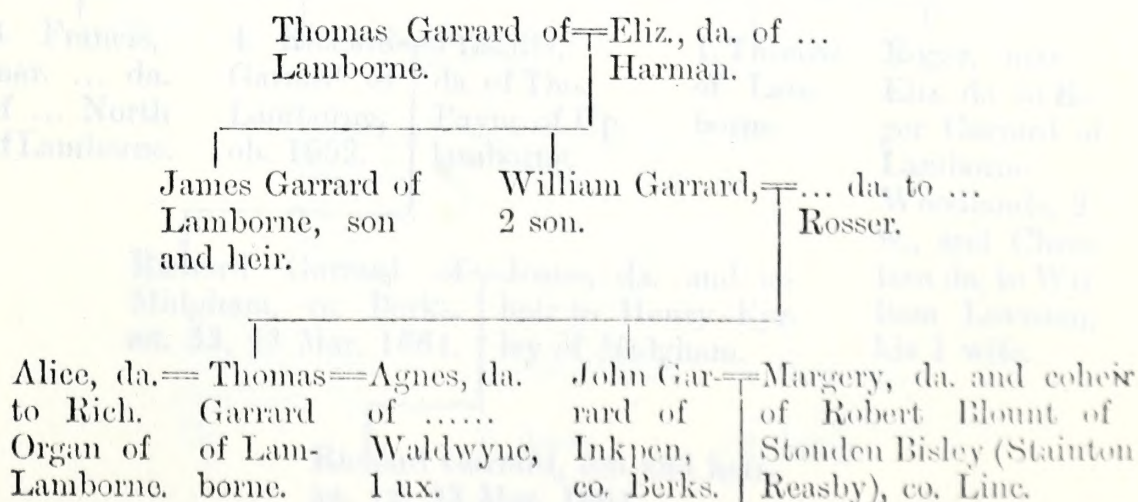 Thomas Garrard of Eliz., da. of ...
Lamborne. Harman.
James Garrard of William Garrard, ... da. to ...
Lamborne, son 2 son. Rosser.
and heir.
Alice, da. Thomas Agnes, da. John Gar- Margery, da. and coheir
to Rich. Garrard of ...... rard of of Robert Blount of
Organ of of Lam- Waldwyne, Inkpen, Stonden Bisley (Stainton
Lamborne. borne. 1 ux. co. Berks. Reasby), co. Linc.